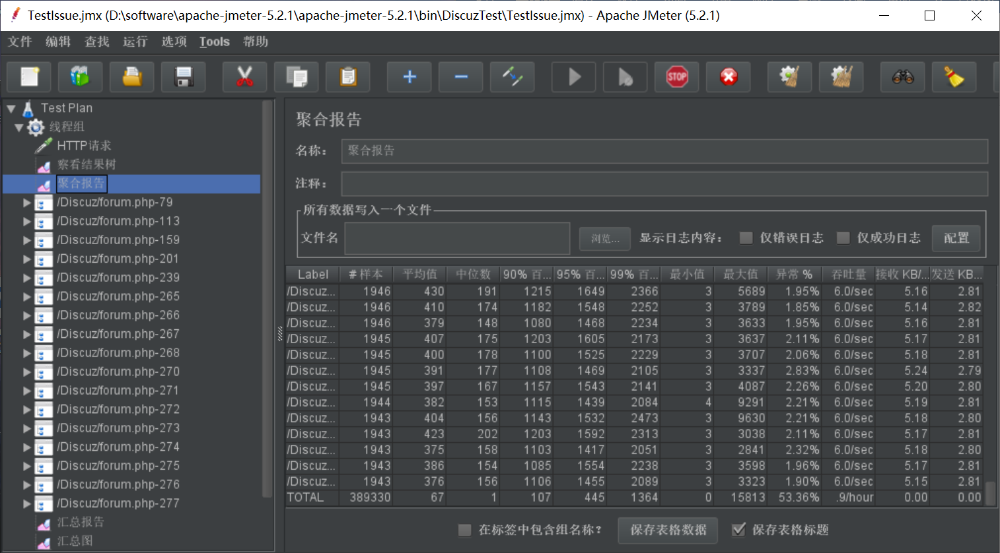 TestIssue.jmx (D:\software\apache-jmeter-5.2.1\apache-jmeter-5.2.1\bin\DiscuzTest\TestIssue.jmx) - Apache JMeter (5.2.1)
文件 编辑 查找 运行 选项 Tools 帮助
STOP
Test Plan
线程组
HTTP请求
察看结果树
聚合报告
/Discuz/forum.php-79
/Discuz/forum.php-113
/Discuz/forum.php-159
/Discuz/forum.php-201
/Discuz/forum.php-239
/Discuz/forum.php-265
/Discuz/forum.php-266
/Discuz/forum.php-267
/Discuz/forum.php-268
/Discuz/forum.php-270
/Discuz/forum.php-271
/Discuz/forum.php-272
/Discuz/forum.php-273
/Discuz/forum.php-274
/Discuz/forum.php-275
/Discuz/forum.php-276
/Discuz/forum.php-277
汇总报告
汇总图
聚合报告
名称： 聚合报告
注释：
所有数据写入一个文件
文件名 浏览... 显示日志内容： 仅错误日志 仅成功日志 配置
Label # 样本 平均值 中位数 90% 百... 95% 百... 99% 百... 最小值 最大值 异常 % 吞吐量 接收 KB/... 发送 KB...
/Discuz... 1946 430 191 1215 1649 2366 3 5689 1.95% 6.0/sec 5.16 2.81
/Discuz... 1946 410 174 1182 1548 2252 3 3789 1.85% 6.0/sec 5.14 2.82
/Discuz... 1946 379 148 1080 1468 2234 3 3633 1.95% 6.0/sec 5.16 2.81
/Discuz... 1945 407 175 1203 1605 2173 3 3637 2.11% 6.0/sec 5.17 2.81
/Discuz... 1945 400 178 1100 1525 2229 3 3707 2.06% 6.0/sec 5.18 2.81
/Discuz... 1945 391 177 1108 1469 2105 3 3337 2.83% 6.0/sec 5.24 2.79
/Discuz... 1945 397 167 1157 1543 2141 3 4087 2.26% 6.0/sec 5.20 2.80
/Discuz... 1944 382 153 1115 1439 2084 4 9291 2.21% 6.0/sec 5.19 2.81
/Discuz... 1943 404 156 1143 1532 2473 3 9630 2.21% 6.0/sec 5.18 2.80
/Discuz... 1943 423 202 1203 1592 2313 3 3038 2.11% 6.0/sec 5.17 2.81
/Discuz... 1943 375 158 1103 1417 2051 3 2841 2.32% 6.0/sec 5.18 2.80
/Discuz... 1943 386 154 1085 1554 2238 3 3598 1.96% 6.0/sec 5.17 2.81
/Discuz... 1943 376 156 1106 1455 2089 3 3323 1.90% 6.0/sec 5.15 2.81
TOTAL 389330 67 1 107 445 1364 0 15813 53.36% .9/hour 0.00 0.00
在标签中包含组名称？ 保存表格数据 保存表格标题